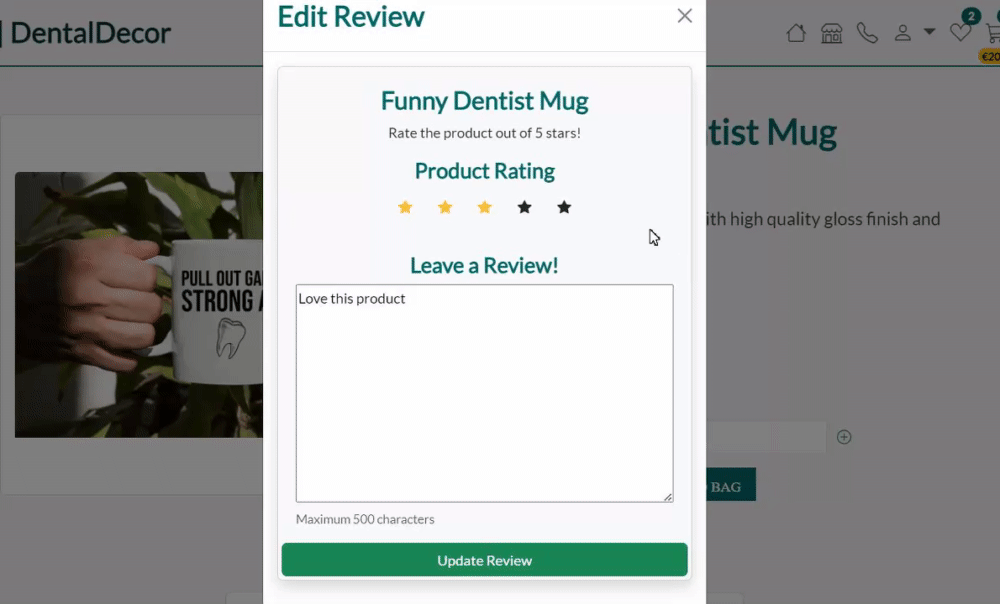 Edit Review
DentalDecor
2
€20
Funny Dentist Mug
Rate the product out of 5 stars!
Product Rating
tist Mug
ith high quality gloss finish and
PULL OUT GA
STRONG A
Leave a Review!
Love this product
Maximum 500 characters
BAG
Update Review